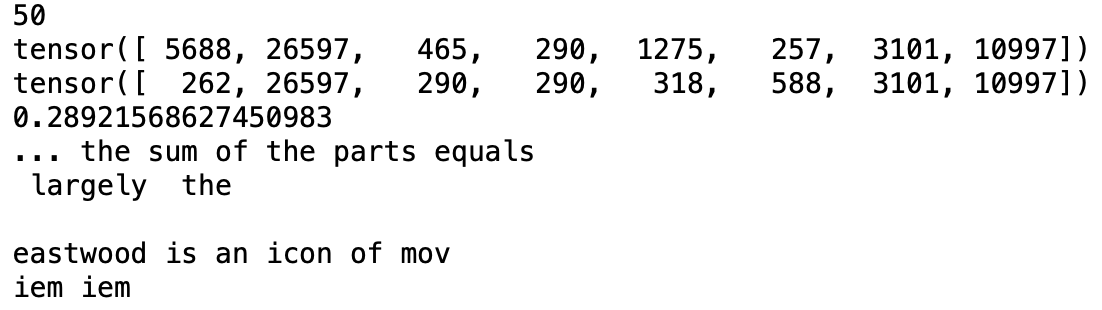 50
tensor([ 5688, 26597,   465,   290,  1275,   257,  3101, 10997])
tensor([  262, 26597,   290,   290,   318,   588,  3101, 10997])
0.28921568627450983
... the sum of the parts equals
 largely  the

eastwood is an icon of mov
iem iem